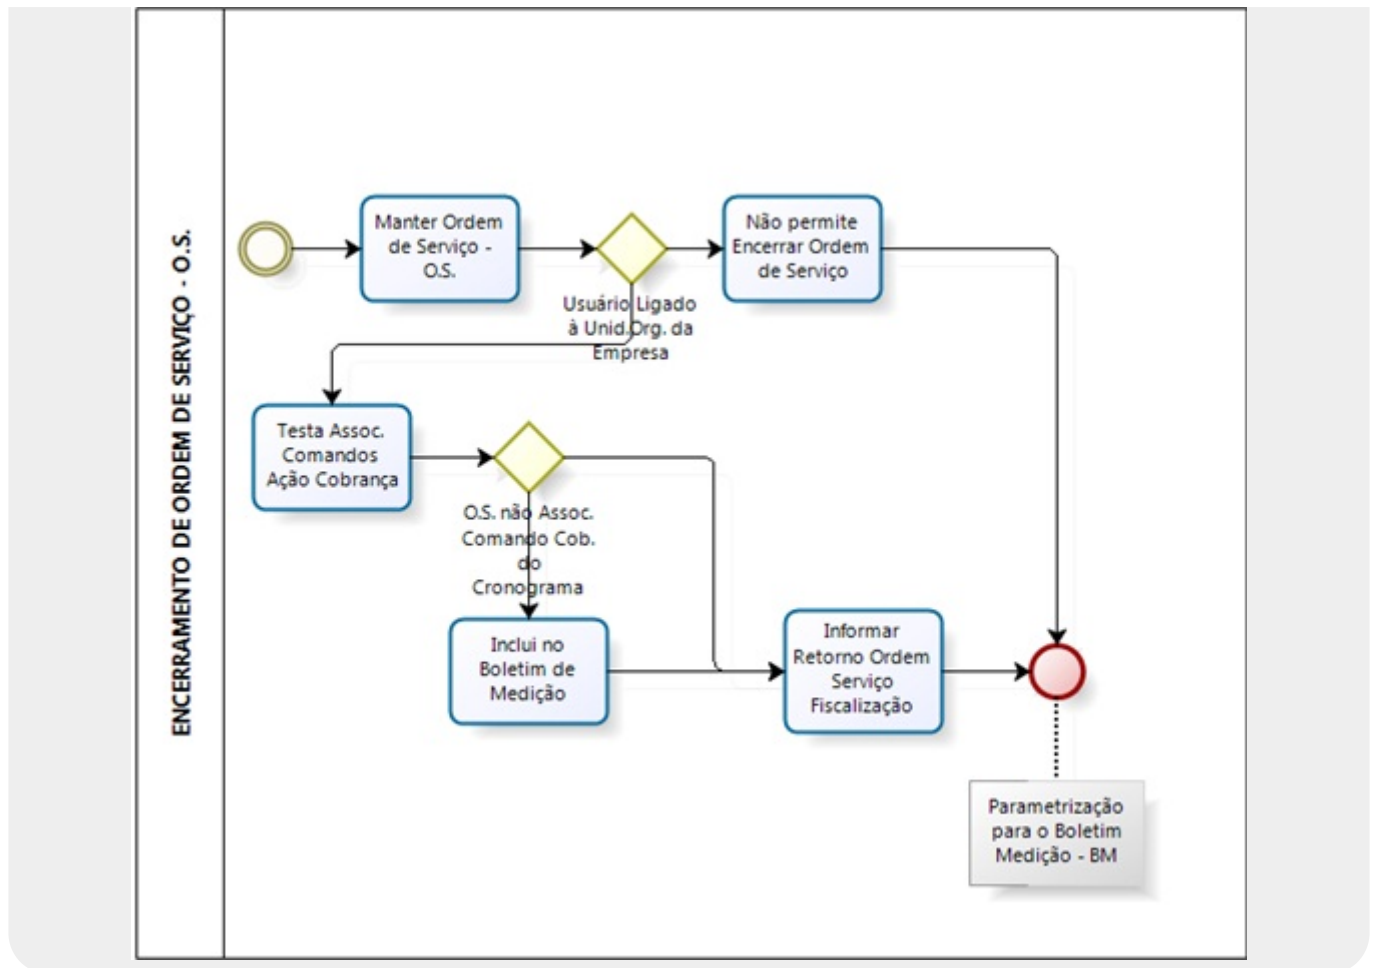 ENCERRAMENTO DE ORDEM DE SERVIÇO - O.S.
Manter Ordem
de Serviço -
O.S.
Usuário Ligado
à Unid.Org. da
Empresa
Não permite
Encerrar Ordem
de Serviço
Testa Assoc.
Comandos
Ação Cobrança
O.S. não Assoc.
Comando Cob.
do
Cronograma
Inclui no
Boletim de
Medição
Informar
Retorno Ordem
Serviço
Fiscalização
Parametrização
para o Boletim
Medição - BM